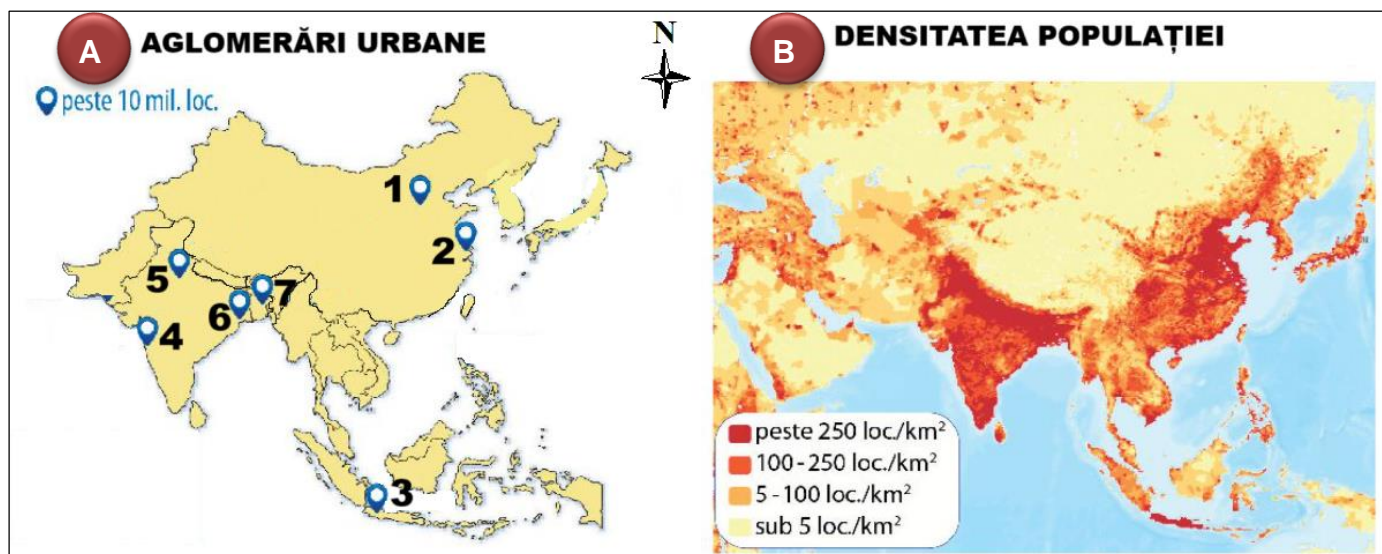 A AGLOMERĂRI URBANE
peste 10 mil. loc.
1
2
5
7
6
4
3
N
B DENSITATEA POPULAȚIEI
peste 250 loc./km²
100-250 loc./km²
5-100 loc./km²
sub 5 loc./km²